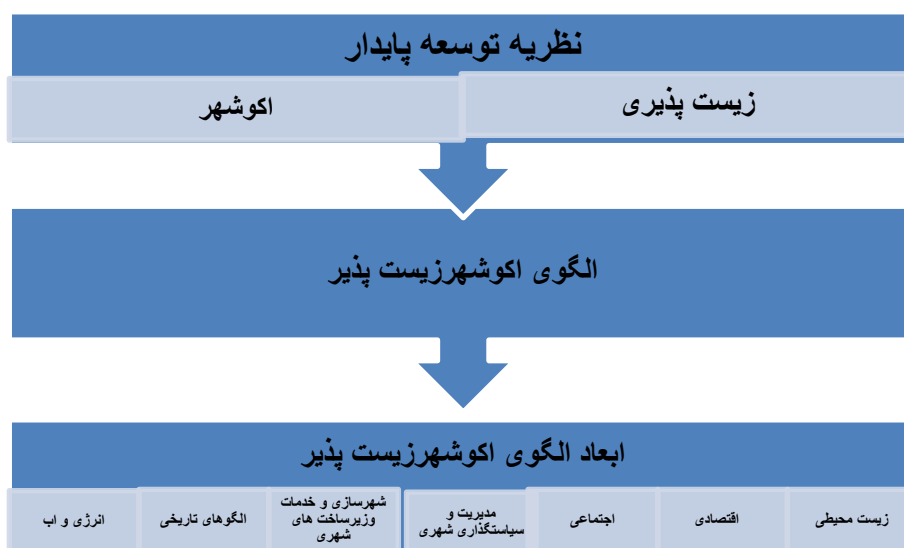 نظریه توسعه پایدار
زیست پذیری
اکوشهر
الگوی اکوشهرزیست پذیر
ابعاد الگوی اکوشهرزیست پذیر
زیست محیطی
اقتصادی
اجتماعی
مدیریت و
سیاستگذاری شهری
شهرسازی و خدمات
وزیرساخت های
شهری
الگوهای تاریخی
انرژی و اب